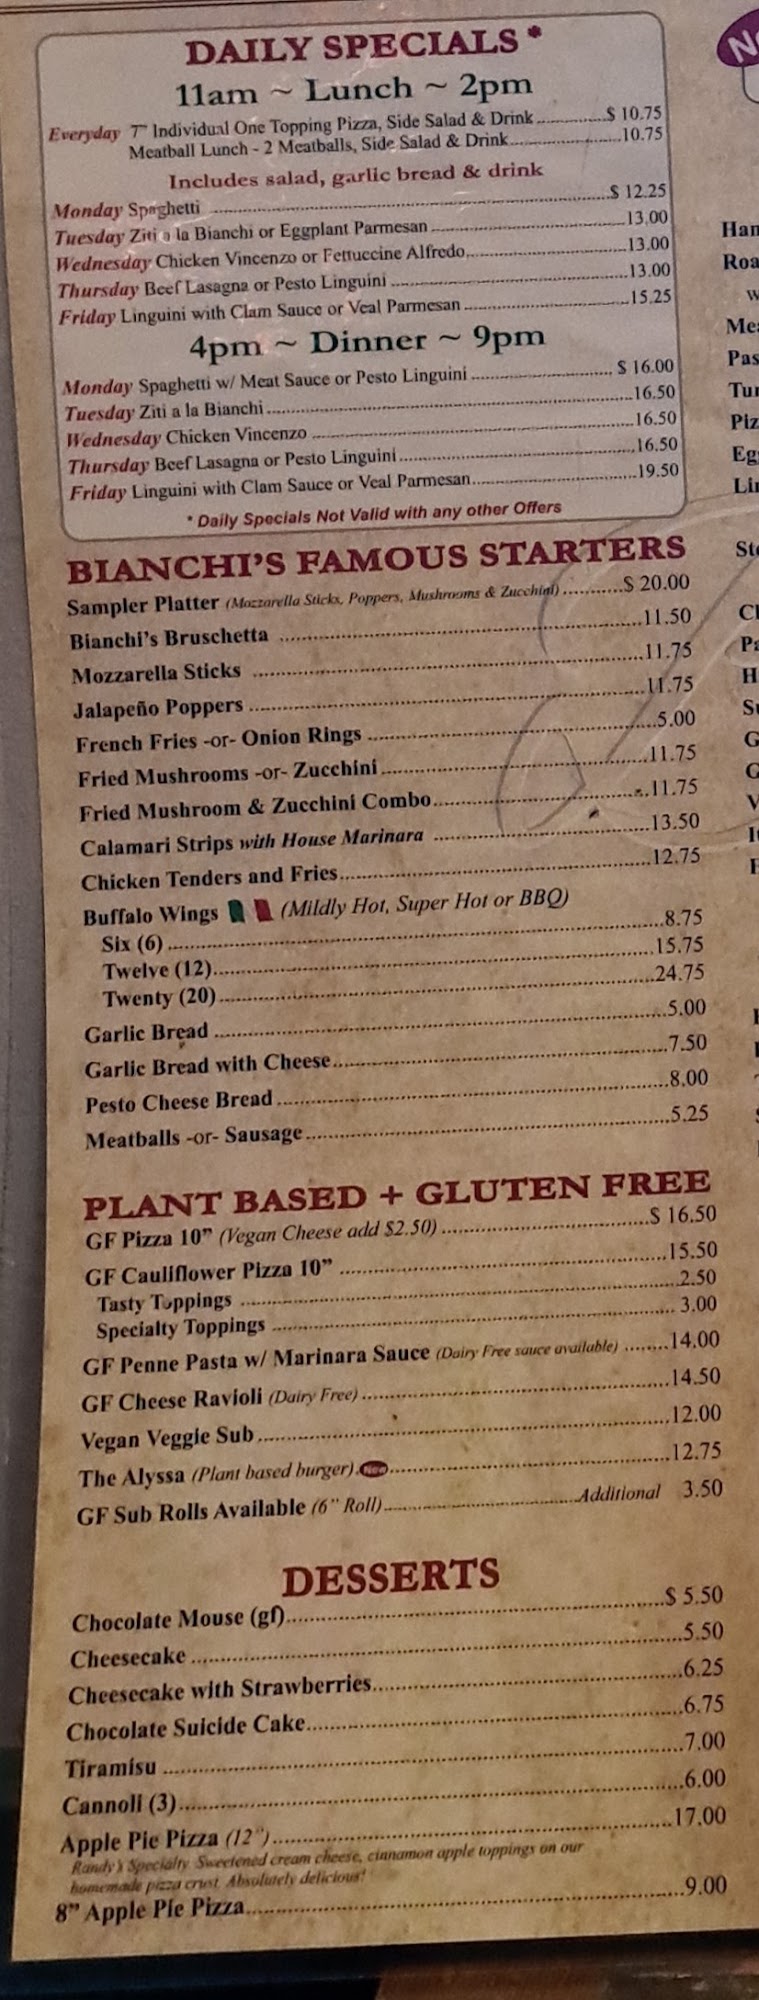 DAILY SPECIALS *
11am ~ Lunch ~ 2pm
Everyday 7" Individual One Topping Pizza, Side Salad & Drink ..............$ 10.75
Meatball Lunch - 2 Meatballs, Side Salad & Drink..........................10.75
Includes salad, garlic bread & drink
Monday Spaghetti ..........................$ 12.25
Tuesday Ziti a la Bianchi or Eggplant Parmesan ..........................13.00
Wednesday Chicken Vincenzo or Fettuccine Alfredo..........................13.00
Thursday Beef Lasagna or Pesto Linguini ..........................13.00
Friday Linguini with Clam Sauce or Veal Parmesan ..........................15.25
4pm ~ Dinner ~ 9pm
Monday Spaghetti w/ Meat Sauce or Pesto Linguini .......................... $ 16.00
Tuesday Ziti a la Bianchi..........................16.50
Wednesday Chicken Vincenzo ..........................16.50
Thursday Beef Lasagna or Pesto Linguini..........................16.50
Friday Linguini with Clam Sauce or Veal Parmesan..........................19.50
* Daily Specials Not Valid with any other Offers
BIANCHI'S FAMOUS STARTERS
Sampler Platter (Mozzarella Sticks, Poppers, Mushrooms & Zucchini) ...........$ 20.00
Bianchi's Bruschetta ..........................11.50
Mozzarella Sticks ..........................11.75
Jalapeño Poppers ..........................11.75
French Fries -or- Onion Rings ..........................5.00
Fried Mushrooms -or- Zucchini..........................11.75
Fried Mushroom & Zucchini Combo..........................11.75
Calamari Strips with House Marinara ..........................13.50
Chicken Tenders and Fries..........................12.75
Buffalo Wings (Mildly Hot, Super Hot or BBQ)
Six (6)..........................8.75
Twelve (12)..........................15.75
Twenty (20)..........................24.75
Garlic Bread ..........................5.00
Garlic Bread with Cheese..........................7.50
Pesto Cheese Bread ..........................8.00
Meatballs -or- Sausage..........................5.25
PLANT BASED + GLUTEN FREE
GF Pizza 10" (Vegan Cheese add $2.50) ..........................$ 16.50
GF Cauliflower Pizza 10" ..........................15.50
Tasty Toppings ..........................2.50
Specialty Toppings .......................... 3.00
GF Penne Pasta w/ Marinara Sauce (Dairy Free sauce available) ........14.00
GF Cheese Ravioli (Dairy Free) ..........................14.50
Vegan Veggie Sub ..........................12.00
The Alyssa (Plant based burger). New ..........................12.75
GF Sub Rolls Available (6" Roll)..........................Additional 3.50
DESSERTS
Chocolate Mouse (gf)..........................$ 5.50
Cheesecake ..........................5.50
Cheesecake with Strawberries..........................6.25
Chocolate Suicide Cake..........................6.75
Tiramisu ..........................7.00
Cannoli (3)..........................6.00
Apple Pie Pizza (12")..........................17.00
Randy's Specialty. Sweetened cream cheese, cinnamon apple toppings on our
homemade pizza crust. Absolutely delicious!
8" Apple Pie Pizza..........................9.00